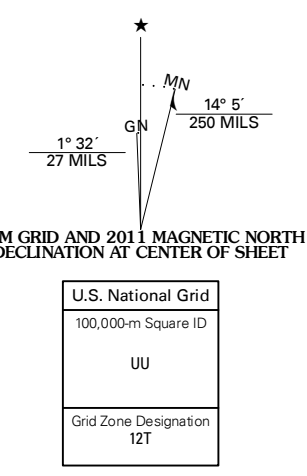 ★
MN
GN
14° 5´
250 MILS
1° 32´
27 MILS
M GRID AND 2011 MAGNETIC NORTH
DECLINATION AT CENTER OF SHEET
U.S. National Grid
100,000-m Square ID
UU
Grid Zone Designation
12T